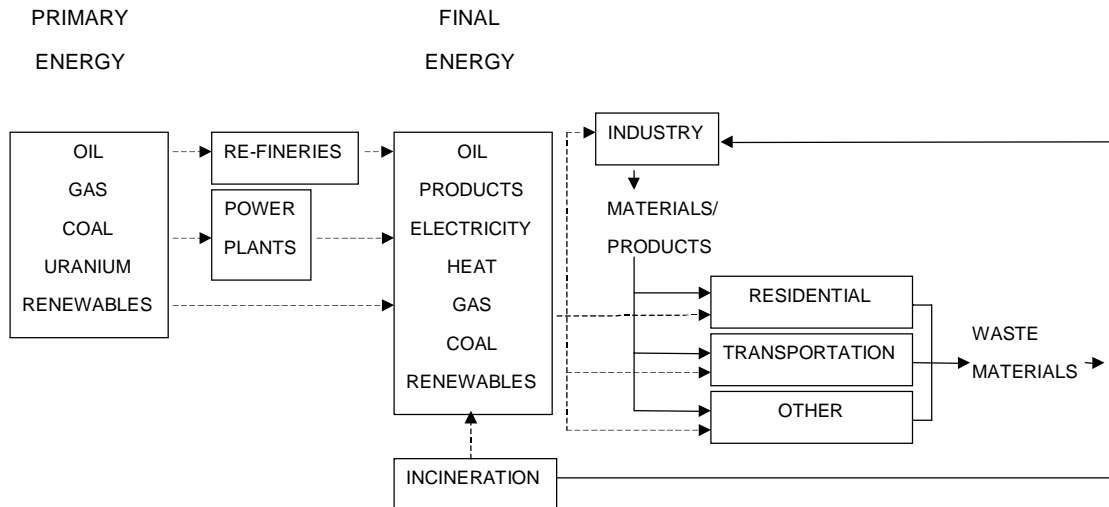 PRIMARY
ENERGY
FINAL
ENERGY
OIL
GAS
COAL
URANIUM
RENEWABLES
RE-FINERIES
POWER
PLANTS
OIL
PRODUCTS
ELECTRICITY
HEAT
GAS
COAL
RENEWABLES
INCINERATION
INDUSTRY
MATERIALS/
PRODUCTS
RESIDENTIAL
TRANSPORTATION
OTHER
WASTE
MATERIALS